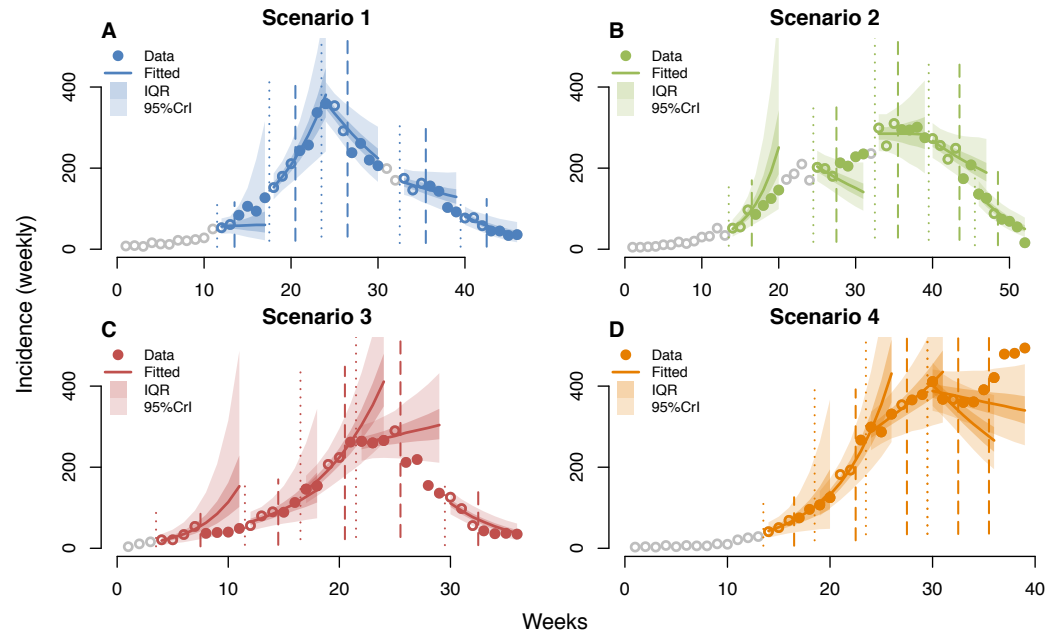 Scenario 1
Scenario 2
A
B
Data
Fitted
IQR
95%CrI
Data
Fitted
IQR
95%CrI
400
200
0
400
200
0
0 10 20 30 40
0 10 20 30 40 50
Scenario 3
Scenario 4
C
D
Data
Fitted
IQR
95%CrI
Data
Fitted
IQR
95%CrI
400
200
0
400
200
0
0 10 20 30
0 10 20 30 40
Incidence (weekly)
Weeks